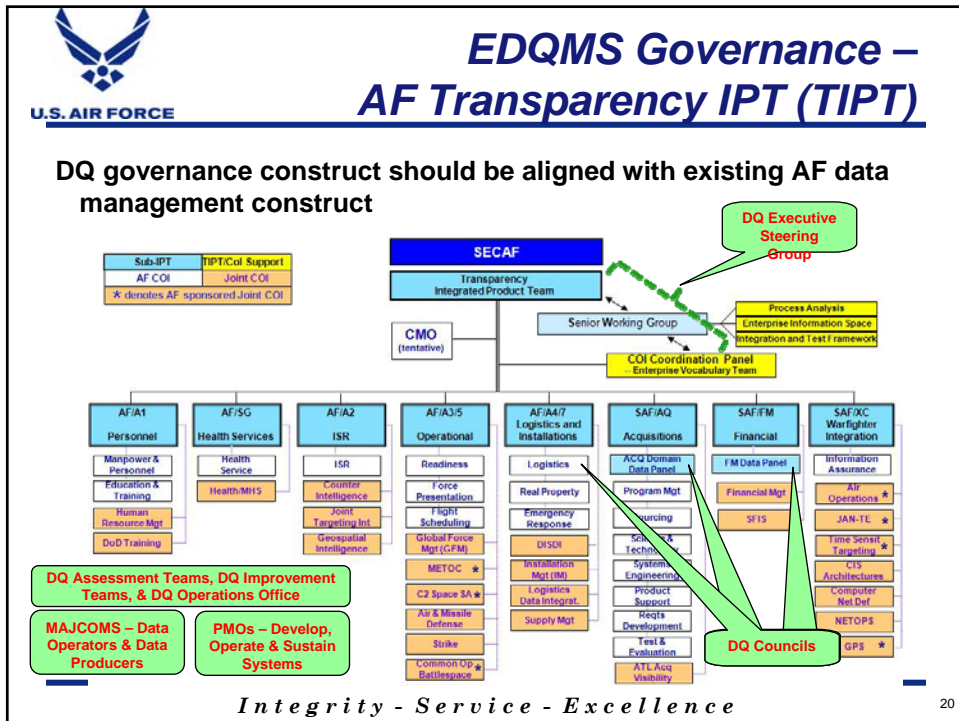 U.S. AIR FORCE
EDQMS Governance –
AF Transparency IPT (TIPT)
DQ governance construct should be aligned with existing AF data
management construct
DQ Executive
Steering
Group
Sub-IPT
TIPT/CoI Support
AF COI
Joint COI
* denotes AF sponsored Joint COI
SECAF
Transparency
Integrated Product Team
CMO
(tentative)
Senior Working Group
Process Analysis
Enterprise Information Space
Integration and Test Framework
COI Coordination Panel
-- Enterprise Vocabulary Team
AF/A1
Personnel
Manpower &
Personnel
Education &
Training
Human
Resource Mgt
DoD Training
AF/SG
Health Services
Health
Service
Health/MHS
AF/A2
ISR
ISR
Counter
Intelligence
Joint
Targeting Int
Geospatial
Intelligence
AF/A3/5
Operational
Readiness
Force
Presentation
Flight
Scheduling
Global Force
Mgt (GFM)
METOC *
C2 Space SA *
Air & Missile
Defense
Strike
Common Op
Battlespace *
AF/A4/7
Logistics and
Installations
Logistics
Real Property
Emergency
Response
DISDI
Installation
Mgt (IM)
Logistics
Data Integrat.
Supply Mgt
SAF/AQ
Acquisitions
ACQ Domain
Data Panel
Program Mgt
Systems
Engineering
Product
Support
Reqts
Development
Test &
Evaluation
ATL Acq
Visibility
SAF/FM
Financial
FM Data Panel
Financial Mgt
SFIS
SAF/XC
Warfighter
Integration
Information
Assurance
Air
Operations *
JAN-TE *
Time Sensit
Targeting *
CIS
Architectures
Computer
Net Def
NETOPS
GPS *
DQ Assessment Teams, DQ Improvement
Teams, & DQ Operations Office
MAJCOMS – Data
Operators & Data
Producers
PMOs – Develop,
Operate & Sustain
Systems
DQ Councils
Integrity - Service - Excellence
20